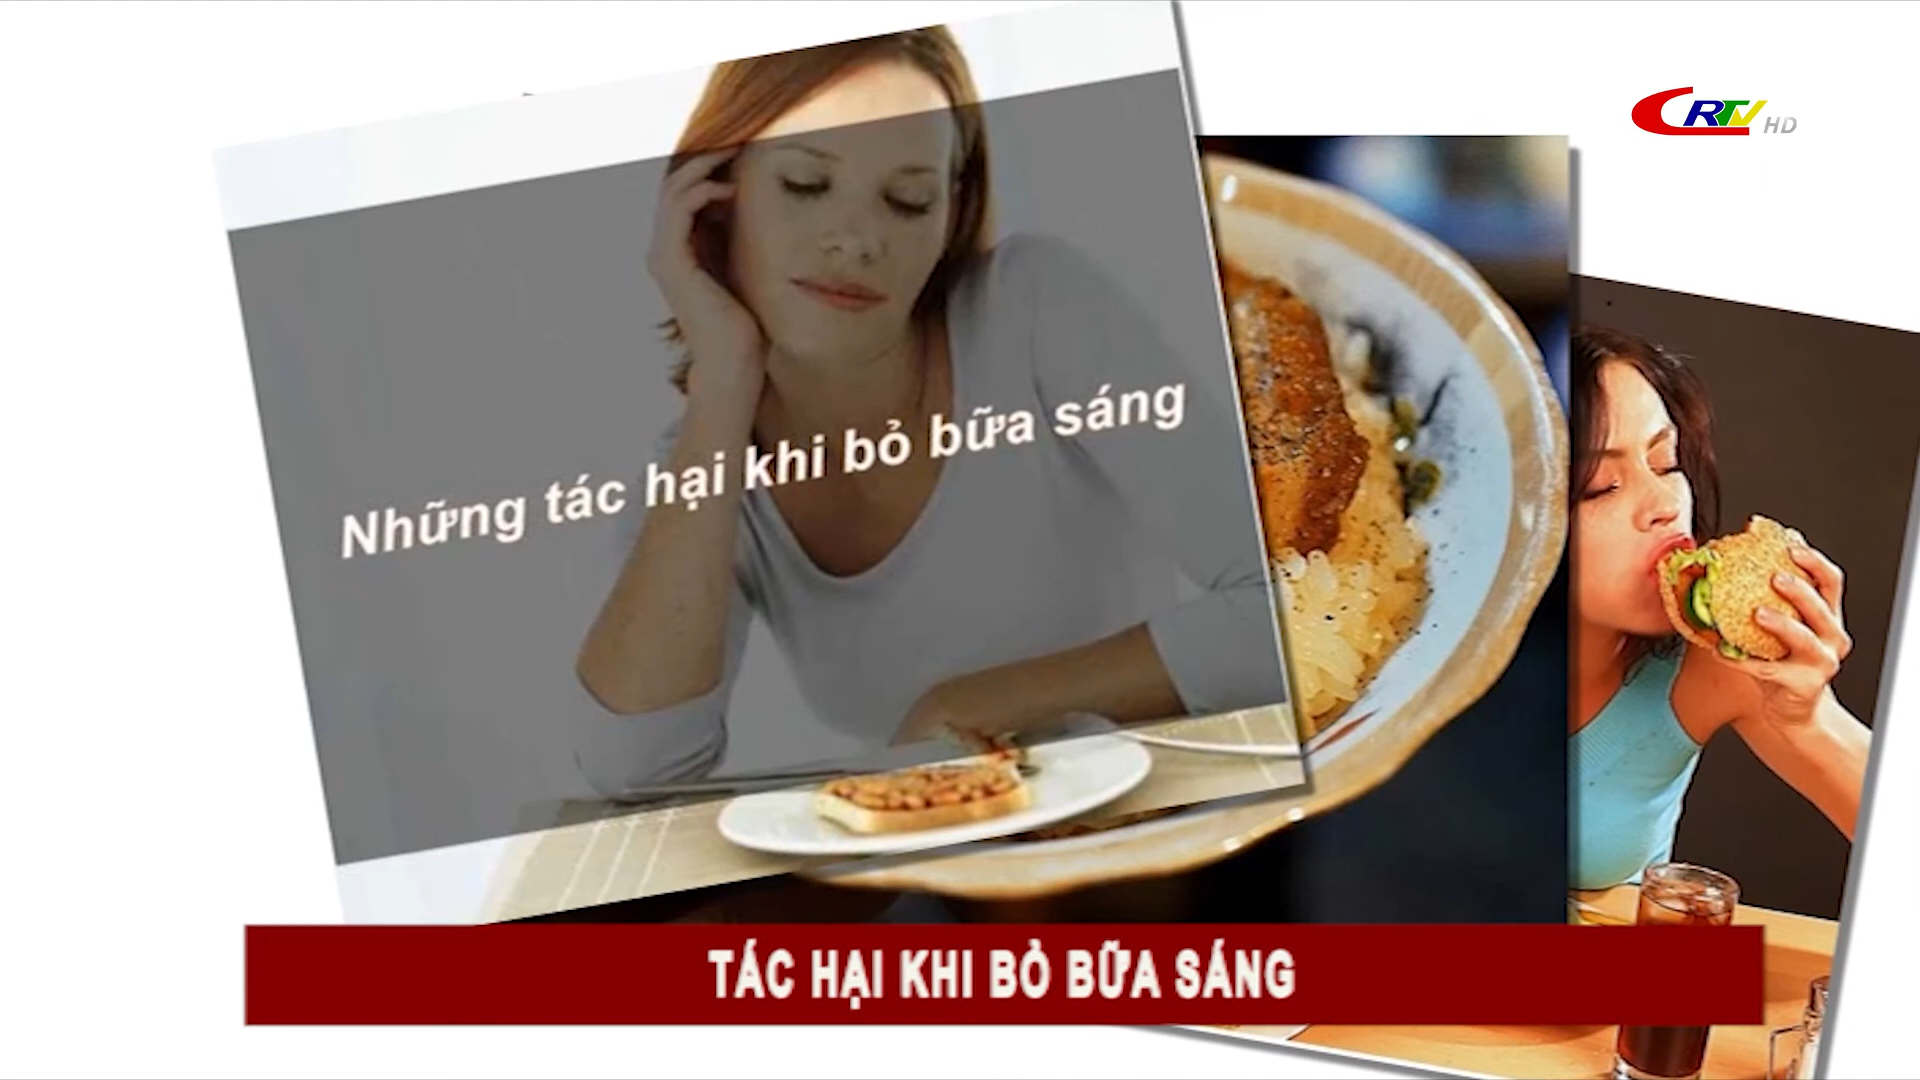 CRTV HD
Những tác hại khi bỏ bữa sáng
TÁC HẠI KHI BỎ BỮA SÁNG